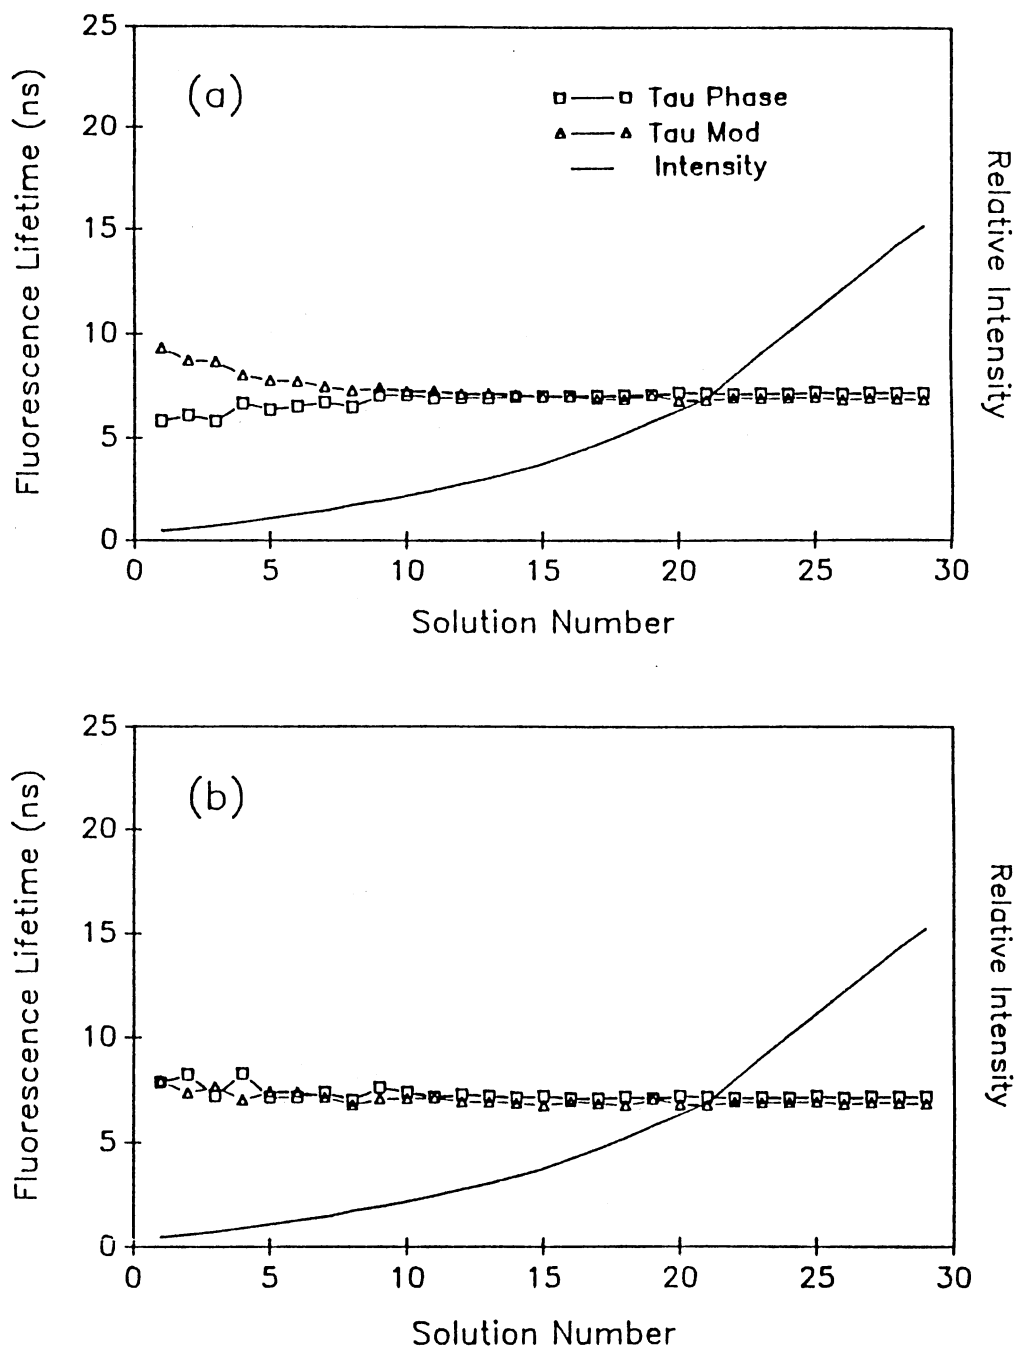 25
20
15
10
5
0
Fluorescence Lifetime (ns)
(a)
Tau Phase
Tau Mod
Intensity
Relative Intensity
0 5 10 15 20 25 30
Solution Number
25
20
15
10
5
0
Fluorescence Lifetime (ns)
(b)
Relative Intensity
0 5 10 15 20 25 30
Solution Number